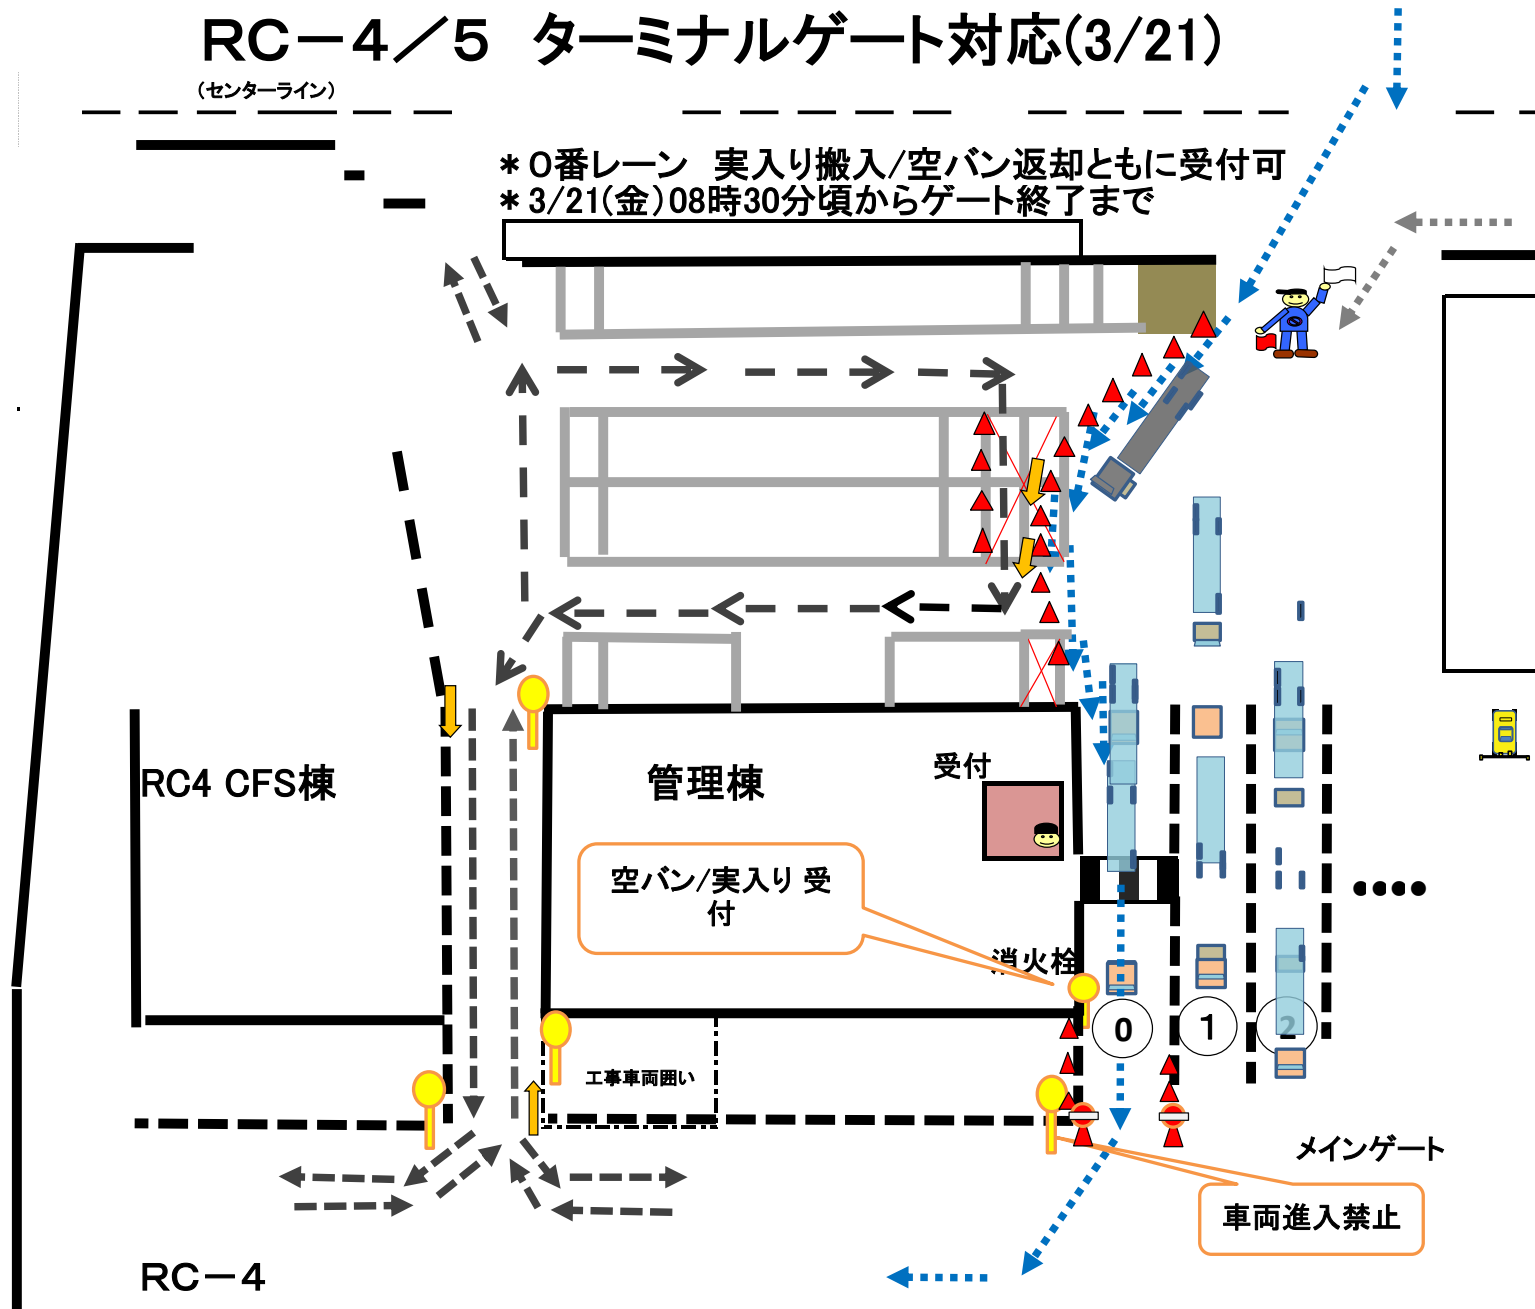 RC－4／5　ターミナルゲート対応(3/21)
(センターライン)
＊0番レーン　実入り搬入/空バン返却ともに受付可
＊3/21(金)08時30分頃からゲート終了まで
RC4 CFS棟
管理棟
受付
空バン/実入り 受
付
消火栓
0
1
2
工事車両囲い
メインゲート
車両進入禁止
RC－4